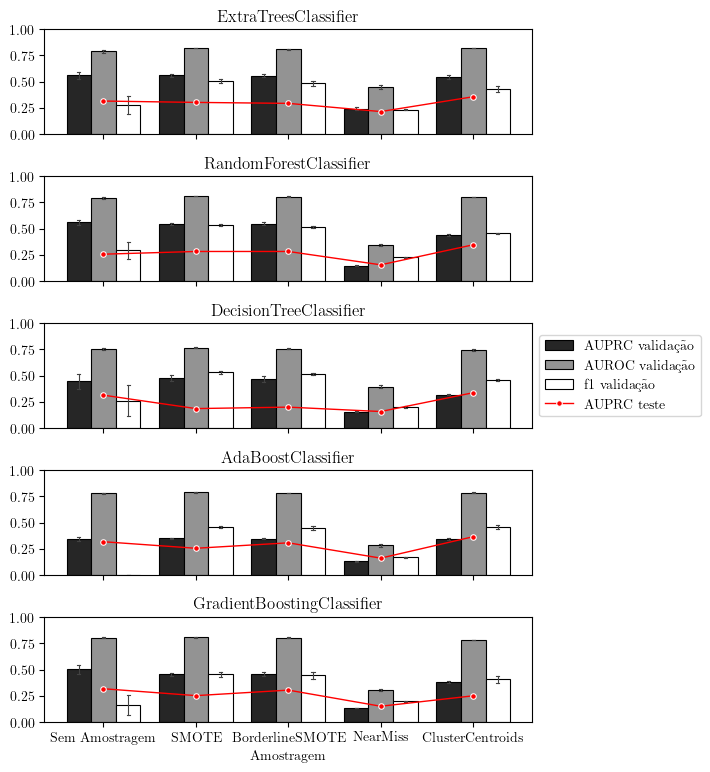 ExtraTreesClassifier
1.00
0.75
0.50
0.25
0.00
RandomForestClassifier
1.00
0.75
0.50
0.25
0.00
DecisionTreeClassifier
1.00
0.75
0.50
0.25
0.00
AUPRC validação
AUROC validação
f1 validação
AUPRC teste
AdaBoostClassifier
1.00
0.75
0.50
0.25
0.00
GradientBoostingClassifier
1.00
0.75
0.50
0.25
0.00
Sem Amostragem SMOTE BorderlineSMOTE NearMiss ClusterCentroids
Amostragem